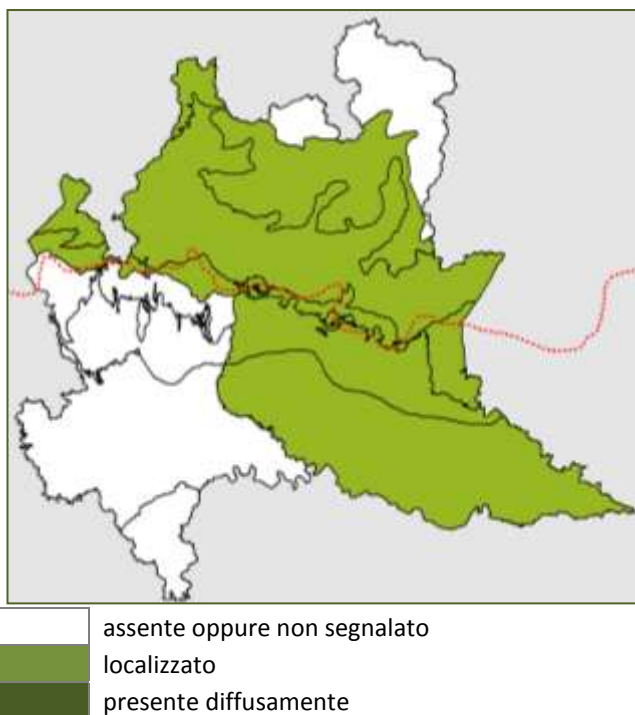 assente oppure non segnalato
localizzato
presente diffusamente